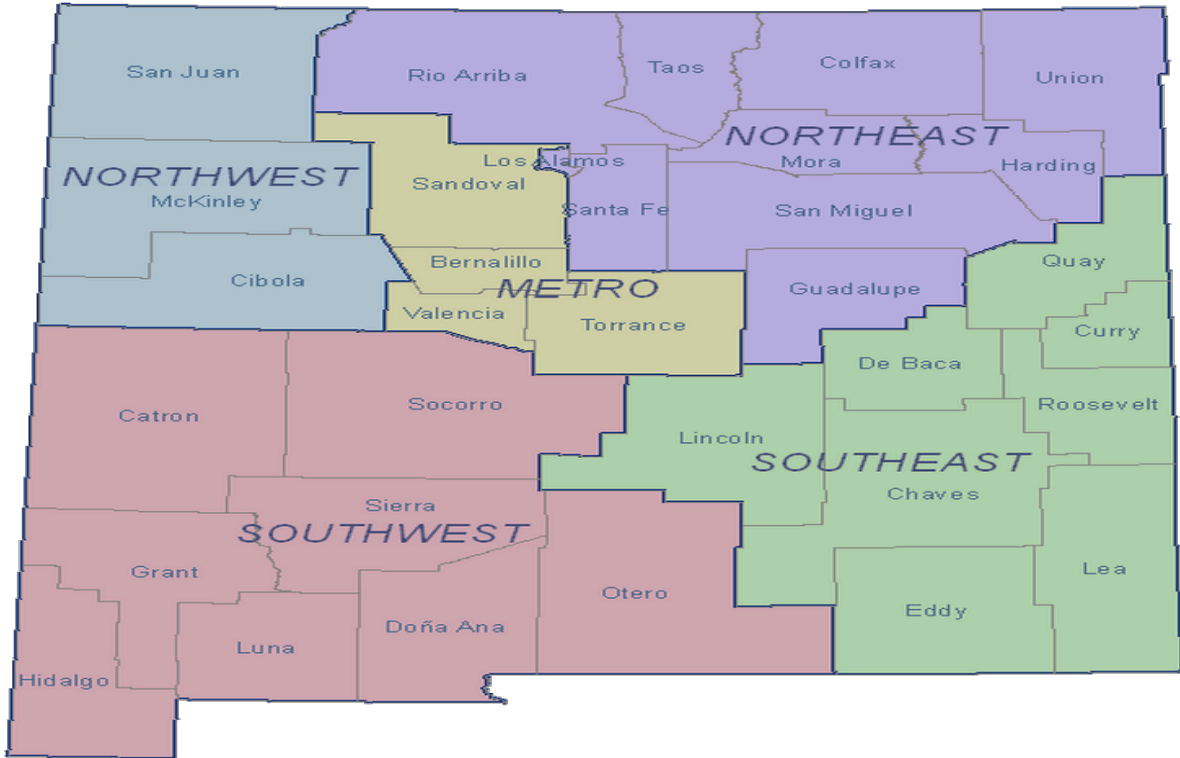 San Juan
Rio Arriba
Taos
Colfax
Union
NORTHEAST
Los Alamos
Mora
Harding
NORTHWEST
Sandoval
McKinley
Santa Fe
San Miguel
Bernalillo
Quay
Cibola
METRO
Guadalupe
Valencia
Torrance
Curry
De Baca
Catron
Socorro
Roosevelt
Lincoln
SOUTHEAST
Chaves
Sierra
SOUTHWEST
Grant
Lea
Otero
Eddy
Doña Ana
Luna
Hidalgo